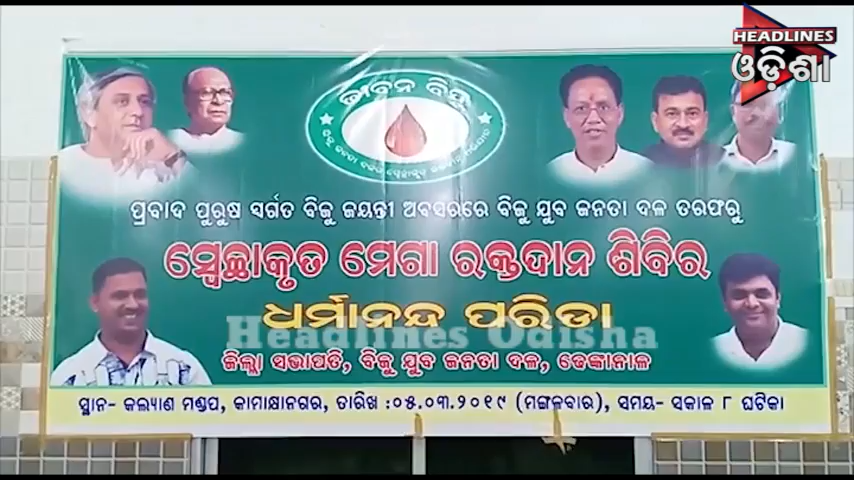 HEADLINES
ଓଡ଼ିଶା
ଜୀବନ ବିନ୍ଦୁ
ପ୍ରବାଦ ପୁରୁଷ ସ୍ଵର୍ଗତ ବିଜୁ ଜୟନ୍ତୀ ଅବସରରେ ବିଜୁ ଯୁବ ଜନତା ଦଳ ତରଫରୁ
ସ୍ୱେଚ୍ଛାକୃତ ମେଗା ରକ୍ତଦାନ ଶିବିର
ଧର୍ମାନନ୍ଦ ପରିଡା
Headlines Odisha
ଜିଲ୍ଲା ସଭାପତି, ବିଜୁ ଯୁବ ଜନତା ଦଳ, ଢେଙ୍କାନାଳ
ସ୍ଥାନ- କଲ୍ୟାଣ ମଣ୍ଡପ, କାମାକ୍ଷାନଗର, ତାରିଖ :୦୫.୦୩.୨୦୧୯ (ମଙ୍ଗଳବାର), ସମୟ- ସକାଳ ୮ ଘଟିକା